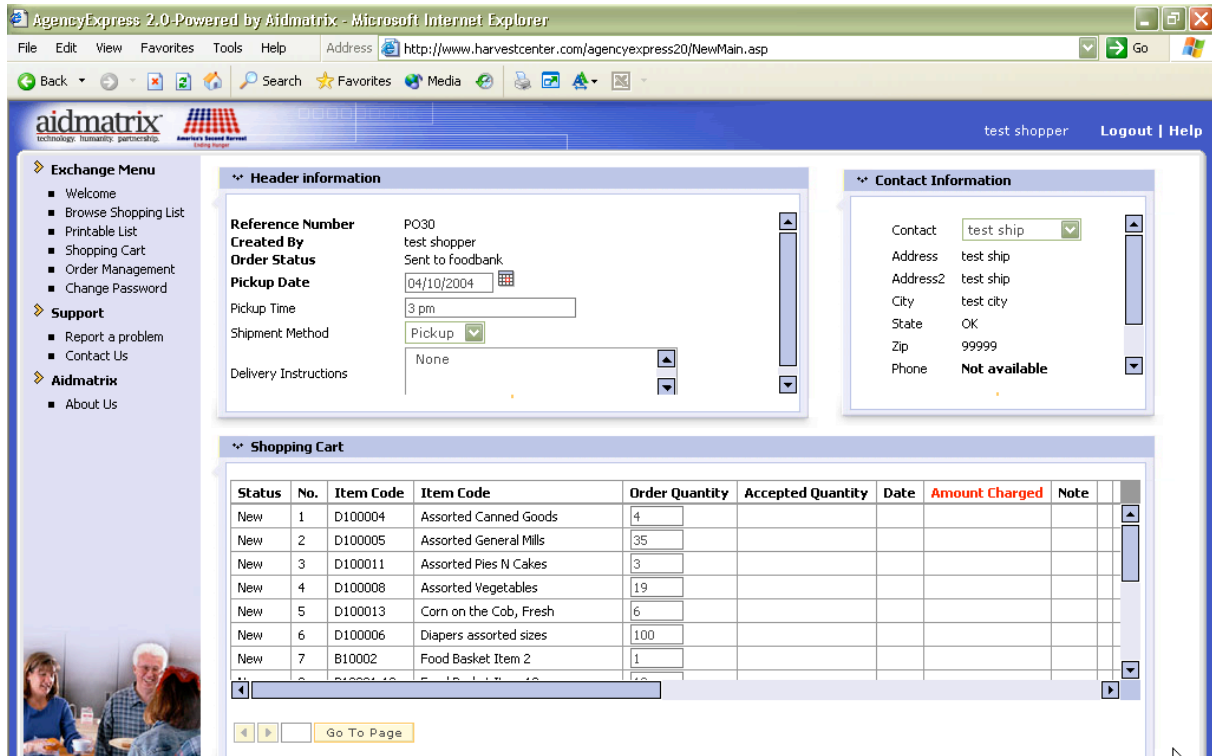 AgencyExpress 2.0-Powered by Aidmatrix - Microsoft Internet Explorer
File Edit View Favorites Tools Help Address http://www.harvestcenter.com/agencyexpress20/NewMain.asp Go
Back Search Favorites Media
aidmatrix
technology. humanity. partnership.
America's Second Harvest
Ending Hunger
test shopper Logout | Help
Exchange Menu
Welcome
Browse Shopping List
Printable List
Shopping Cart
Order Management
Change Password
Support
Report a problem
Contact Us
Aidmatrix
About Us
Header information
Reference Number PO30
Created By test shopper
Order Status Sent to foodbank
Pickup Date 04/10/2004
Pickup Time 3 pm
Shipment Method Pickup
Delivery Instructions None
Contact Information
Contact test ship
Address test ship
Address2 test ship
City test city
State OK
Zip 99999
Phone Not available
Shopping Cart
Status No. Item Code Item Code Order Quantity Accepted Quantity Date Amount Charged Note
New 1 D100004 Assorted Canned Goods 4
New 2 D100005 Assorted General Mills 35
New 3 D100011 Assorted Pies N Cakes 3
New 4 D100008 Assorted Vegetables 19
New 5 D100013 Corn on the Cob, Fresh 6
New 6 D100006 Diapers assorted sizes 100
New 7 B10002 Food Basket Item 2 1
Go To Page